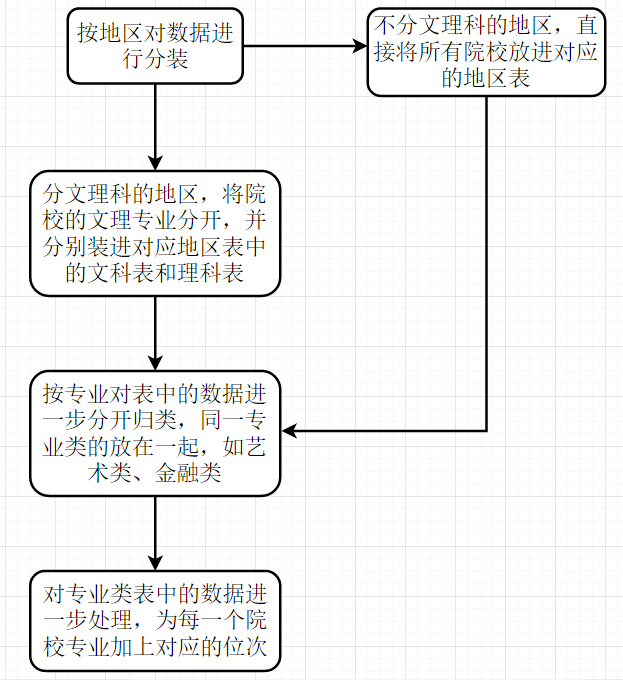 按地区对数据进
行分装
不分文理科的地区，直
接将所有院校放进对应
的地区表
分文理科的地区，将院
校的文理专业分开，并
分别装进对应地区表中
的文科表和理科表
按专业对表中的数据进
一步分开归类，同一专
业类的放在一起，如艺
术类、金融类
对专业类表中的数据进
一步处理，为每一个院
校专业加上对应的位次